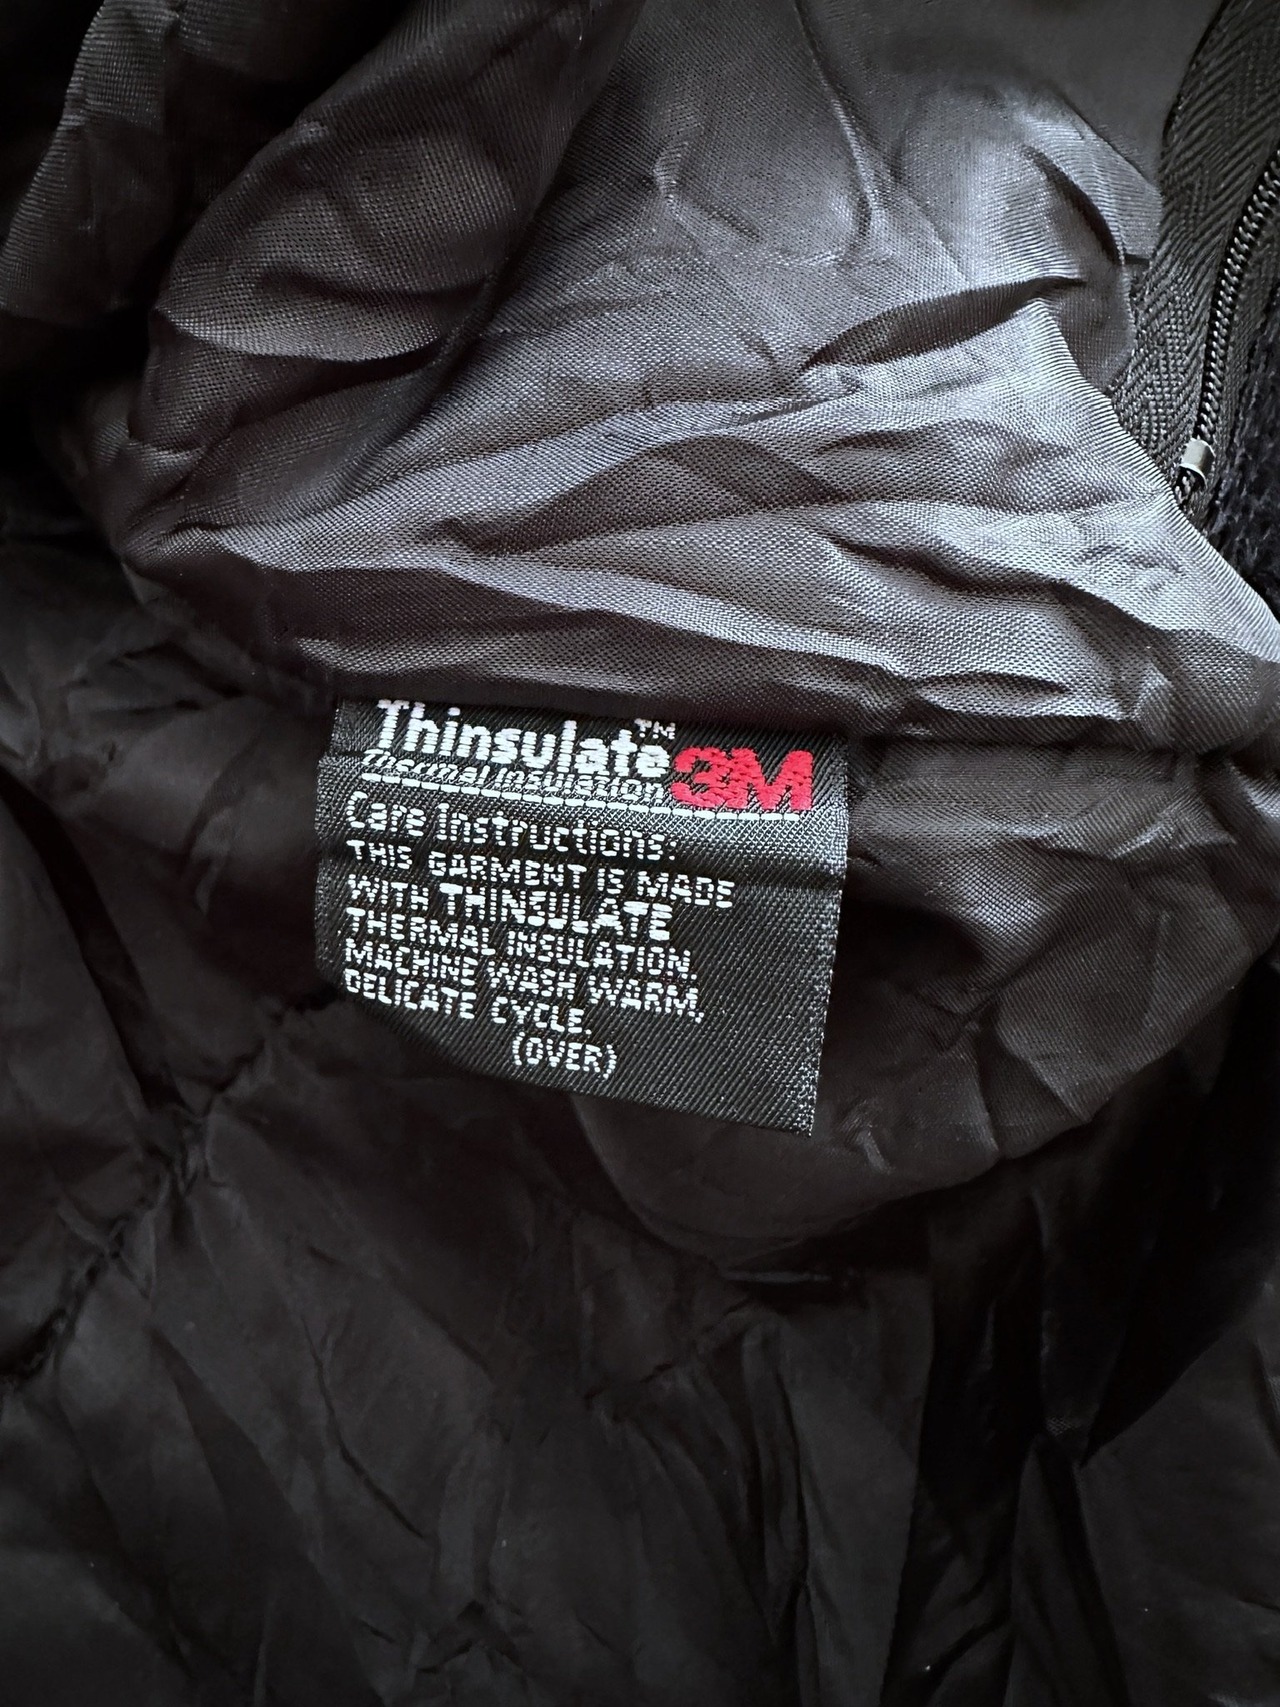 Thinsulate™ 3M
Thermal Insulation
Care Instructions:
THIS GARMENT IS MADE
WITH THINSULATE
THERMAL INSULATION.
MACHINE WASH WARM,
DELICATE CYCLE.
(OVER)